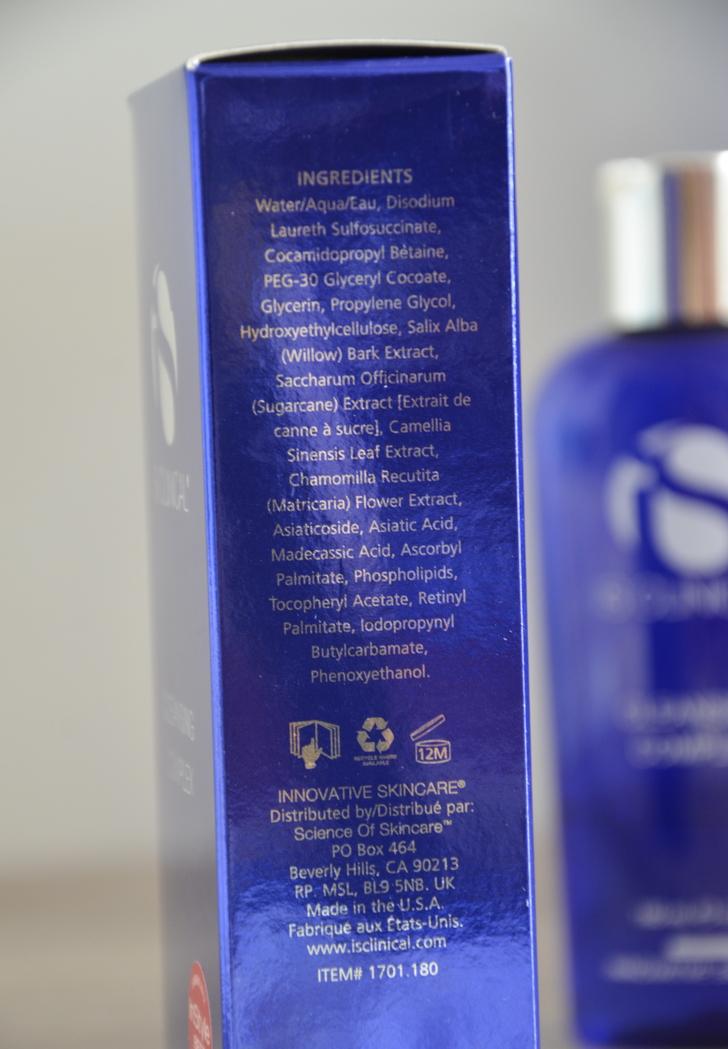 INGREDIENTS
Water/Aqua/Eau, Disodium
Laureth Sulfosuccinate,
Cocamidopropyl Betaine,
PEG-30 Glyceryl Cocoate,
Glycerin, Propylene Glycol,
Hydroxyethylcellulose, Salix Alba
(Willow) Bark Extract,
Saccharum Officinarum
(Sugarcane) Extract [Extrait de
canne à sucre], Camellia
Sinensis Leaf Extract,
Chamomilla Recutita
(Matricaria) Flower Extract,
Asiaticoside, Asiatic Acid,
Madecassic Acid, Ascorbyl
Palmitate, Phospholipids,
Tocopheryl Acetate, Retinyl
Palmitate, Iodopropynyl
Butylcarbamate,
Phenoxyethanol.
RECYCLE WHERE
AVAILABLE
12M
INNOVATIVE SKINCARE®
Distributed by/Distribué par:
Science Of Skincare™
PO Box 464
Beverly Hills, CA 90213
RP. MSL, BL9 5NB. UK
Made in the U.S.A.
Fabriqué aux États-Unis.
www.isclinical.com
ITEM# 1701.180